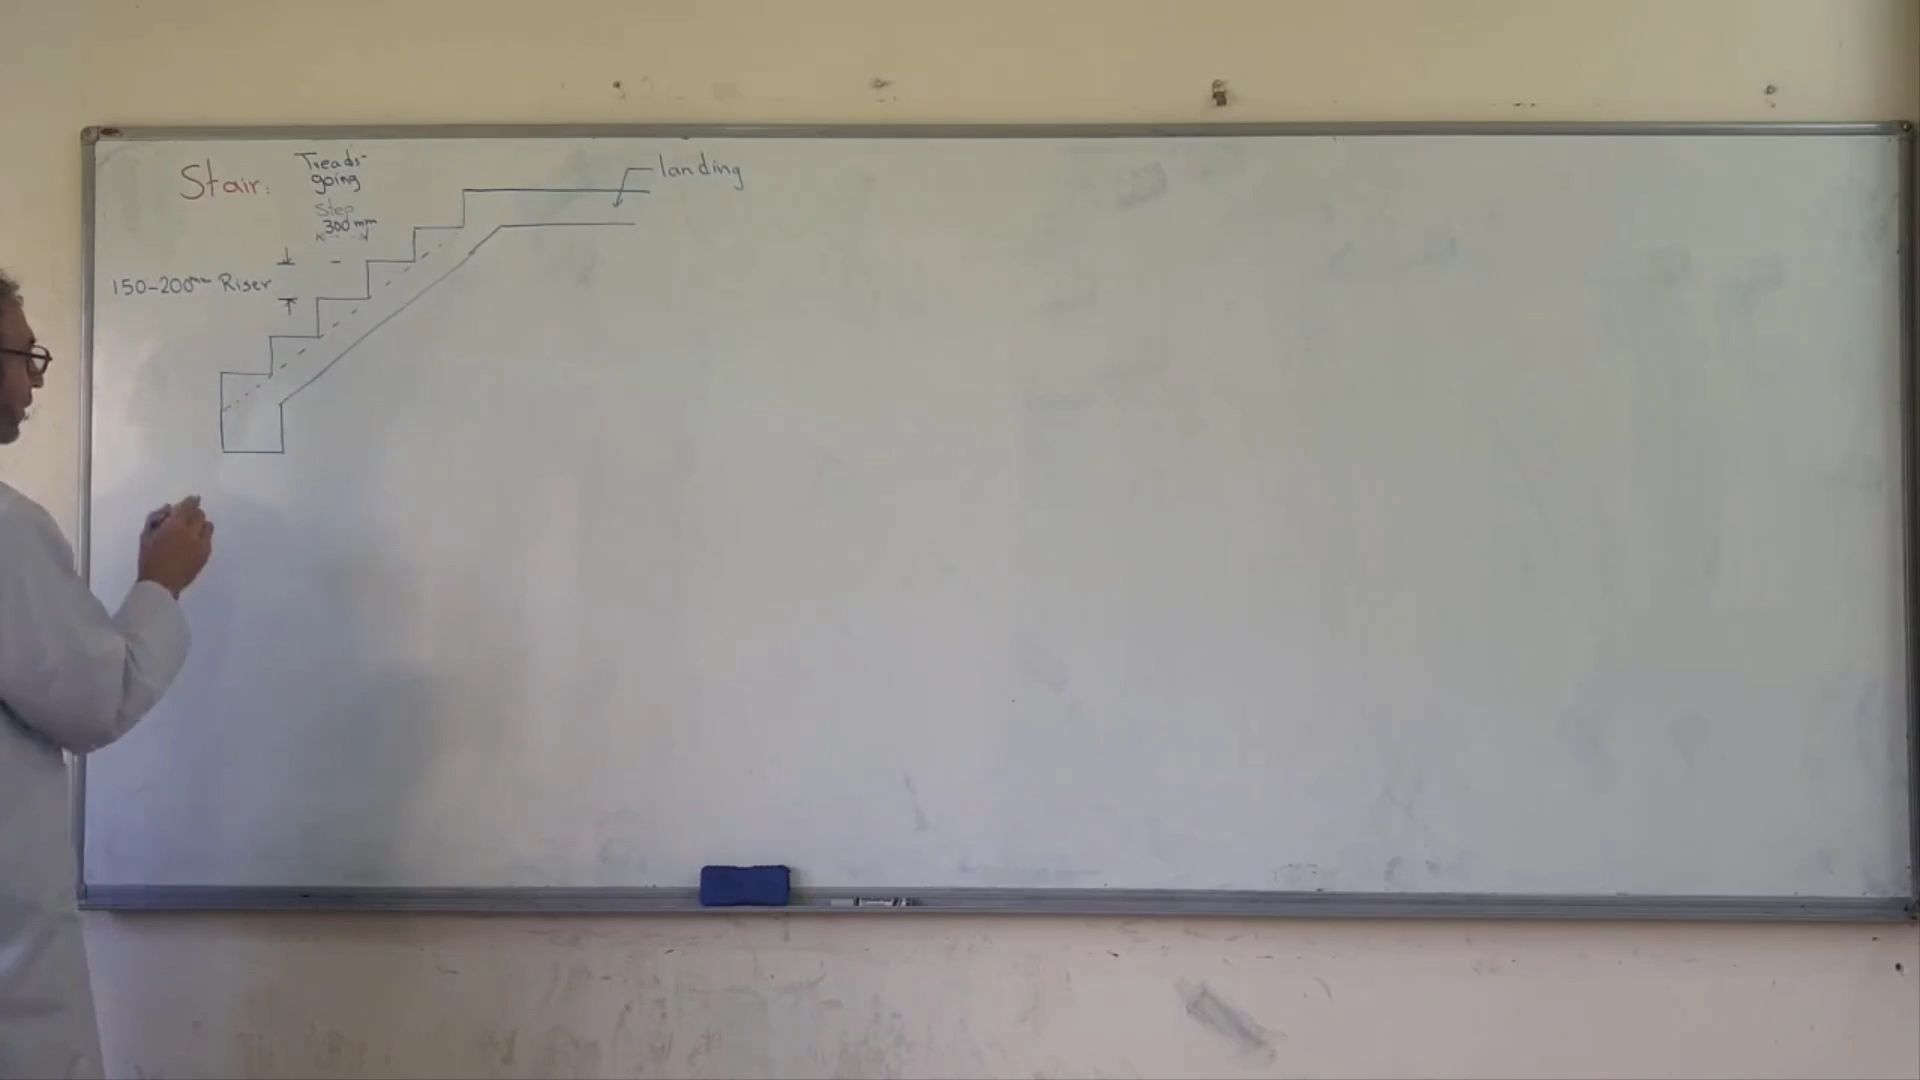 Stair:
Treads-
going
Step
300 mm
landing
150-200mm Riser